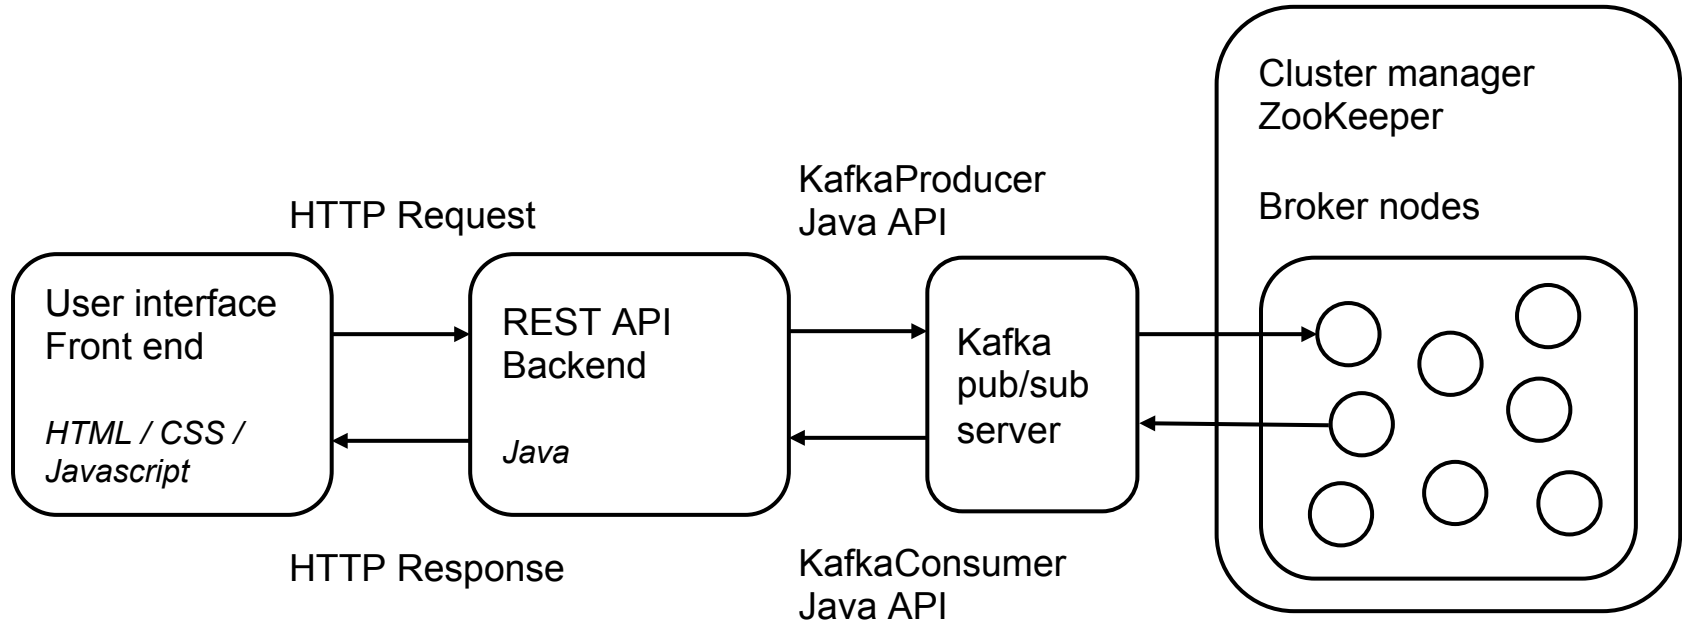 Cluster manager
ZooKeeper
Broker nodes
KafkaProducer
Java API
HTTP Request
User interface
Front end
HTML / CSS /
Javascript
REST API
Backend
Java
Kafka
pub/sub
server
HTTP Response
KafkaConsumer
Java API